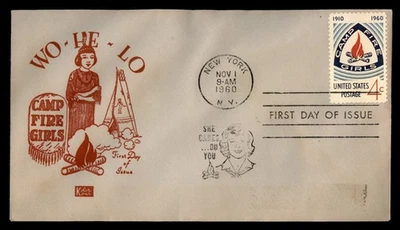 WO-HE-LO
CAMP
FIRE
GIRLS
First Day
of
Issue
NEW YORK
NOV 1
9-AM
1960
N.Y.
SHE
CARES
...DO
YOU
1910 1960
CAMP FIRE
GIRLS
UNITED STATES
POSTAGE 4c
FIRST DAY OF ISSUE